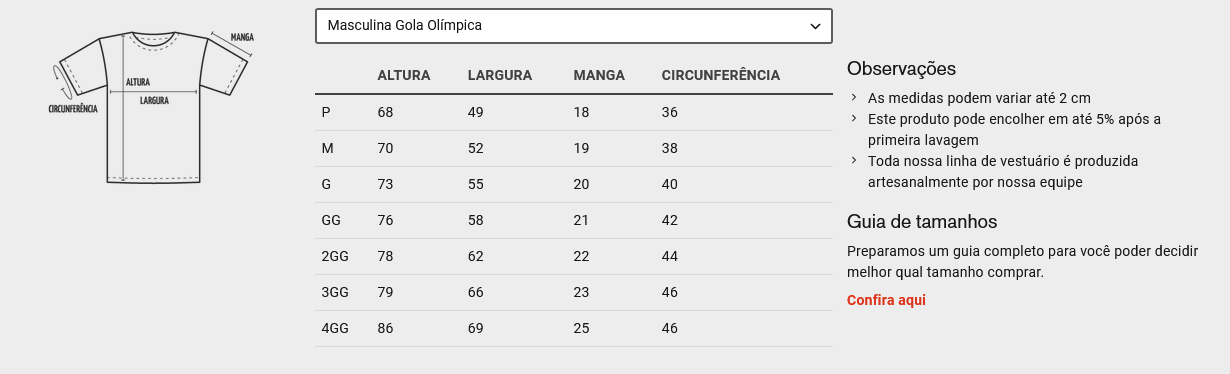 MANGA
ALTURA
LARGURA
CIRCUNFERÊNCIA
Masculina Gola Olímpica
ALTURA LARGURA MANGA CIRCUNFERÊNCIA
P 68 49 18 36
M 70 52 19 38
G 73 55 20 40
GG 76 58 21 42
2GG 78 62 22 44
3GG 79 66 23 46
4GG 86 69 25 46
Observações
As medidas podem variar até 2 cm
Este produto pode encolher em até 5% após a
primeira lavagem
Toda nossa linha de vestuário é produzida
artesanalmente por nossa equipe
Guia de tamanhos
Preparamos um guia completo para você poder decidir
melhor qual tamanho comprar.
Confira aqui